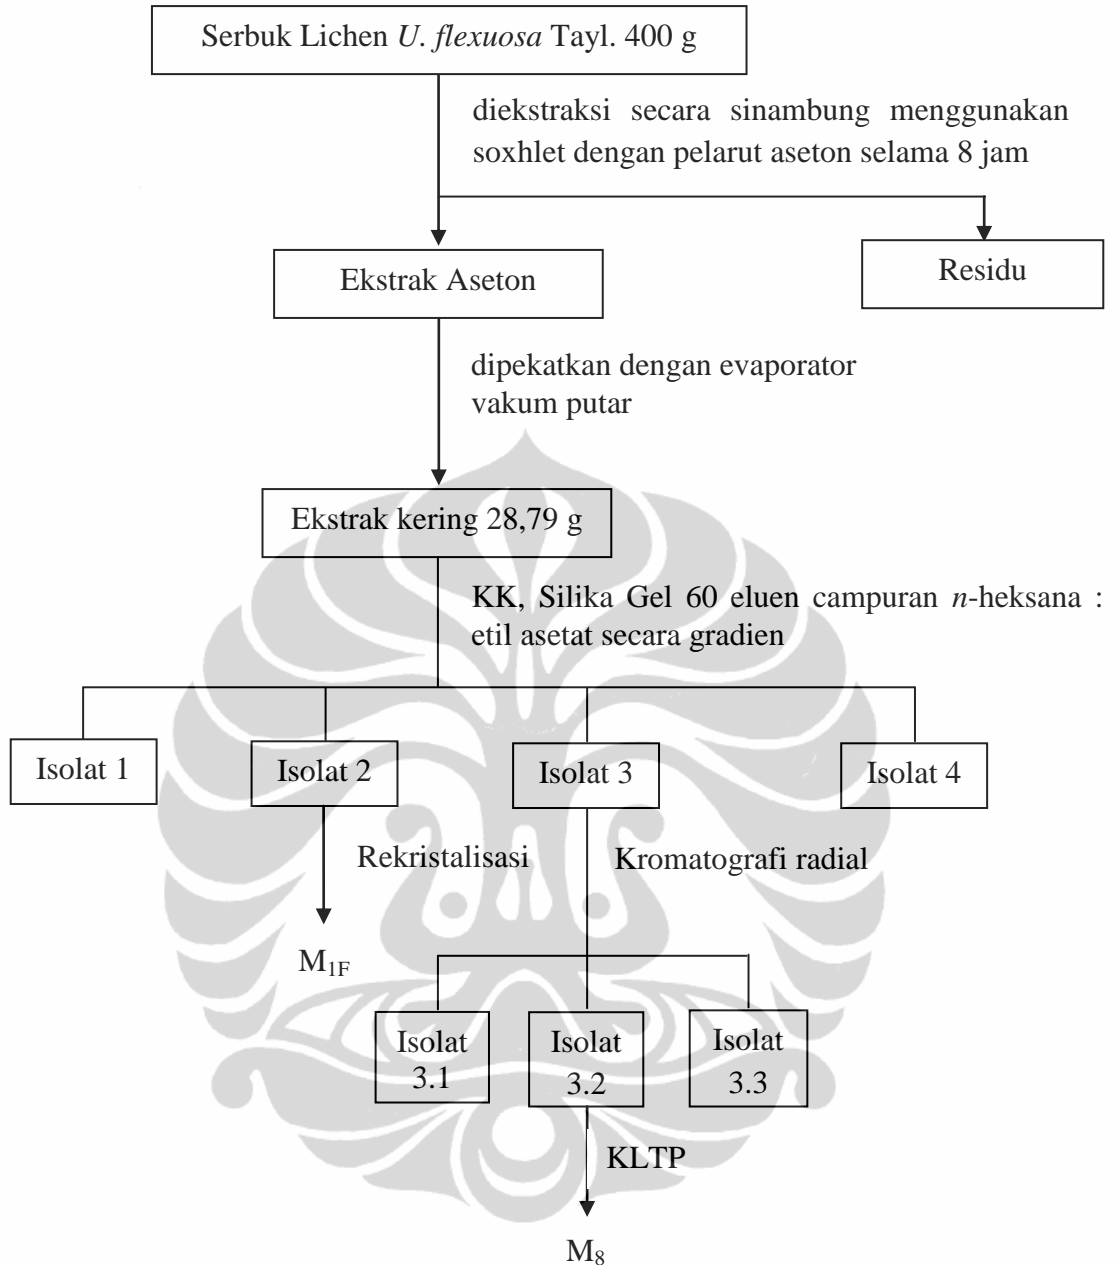 Serbuk Lichen U. flexuosa Tayl. 400 g
diekstraksi secara sinambung menggunakan
soxhlet dengan pelarut aseton selama 8 jam
Ekstrak Aseton
Residu
dipekatkan dengan evaporator
vakum putar
Ekstrak kering 28,79 g
KK, Silika Gel 60 eluen campuran n-heksana :
etil asetat secara gradien
Isolat 1
Isolat 2
Isolat 3
Isolat 4
Rekristalisasi
Kromatografi radial
M1F
Isolat
3.1
Isolat
3.2
Isolat
3.3
KLTP
M8